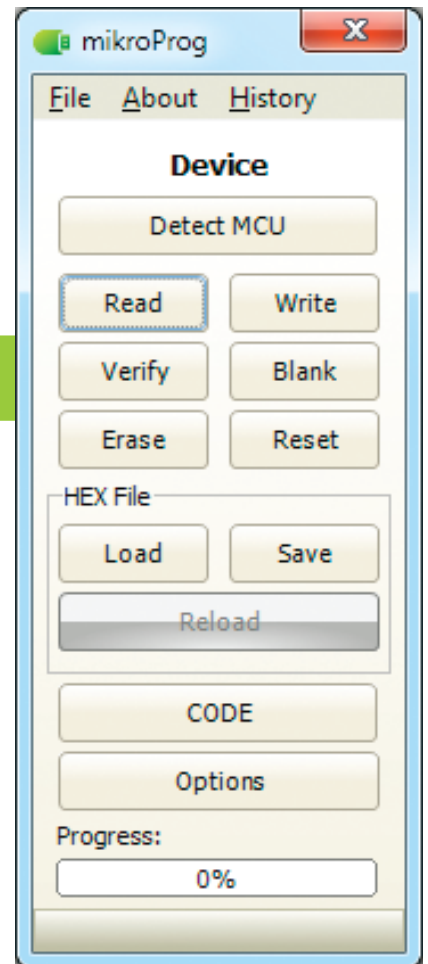 mikroProg
File About History
Device
Detect MCU
Read Write
Verify Blank
Erase Reset
HEX File
Load Save
Reload
CODE
Options
Progress:
0%